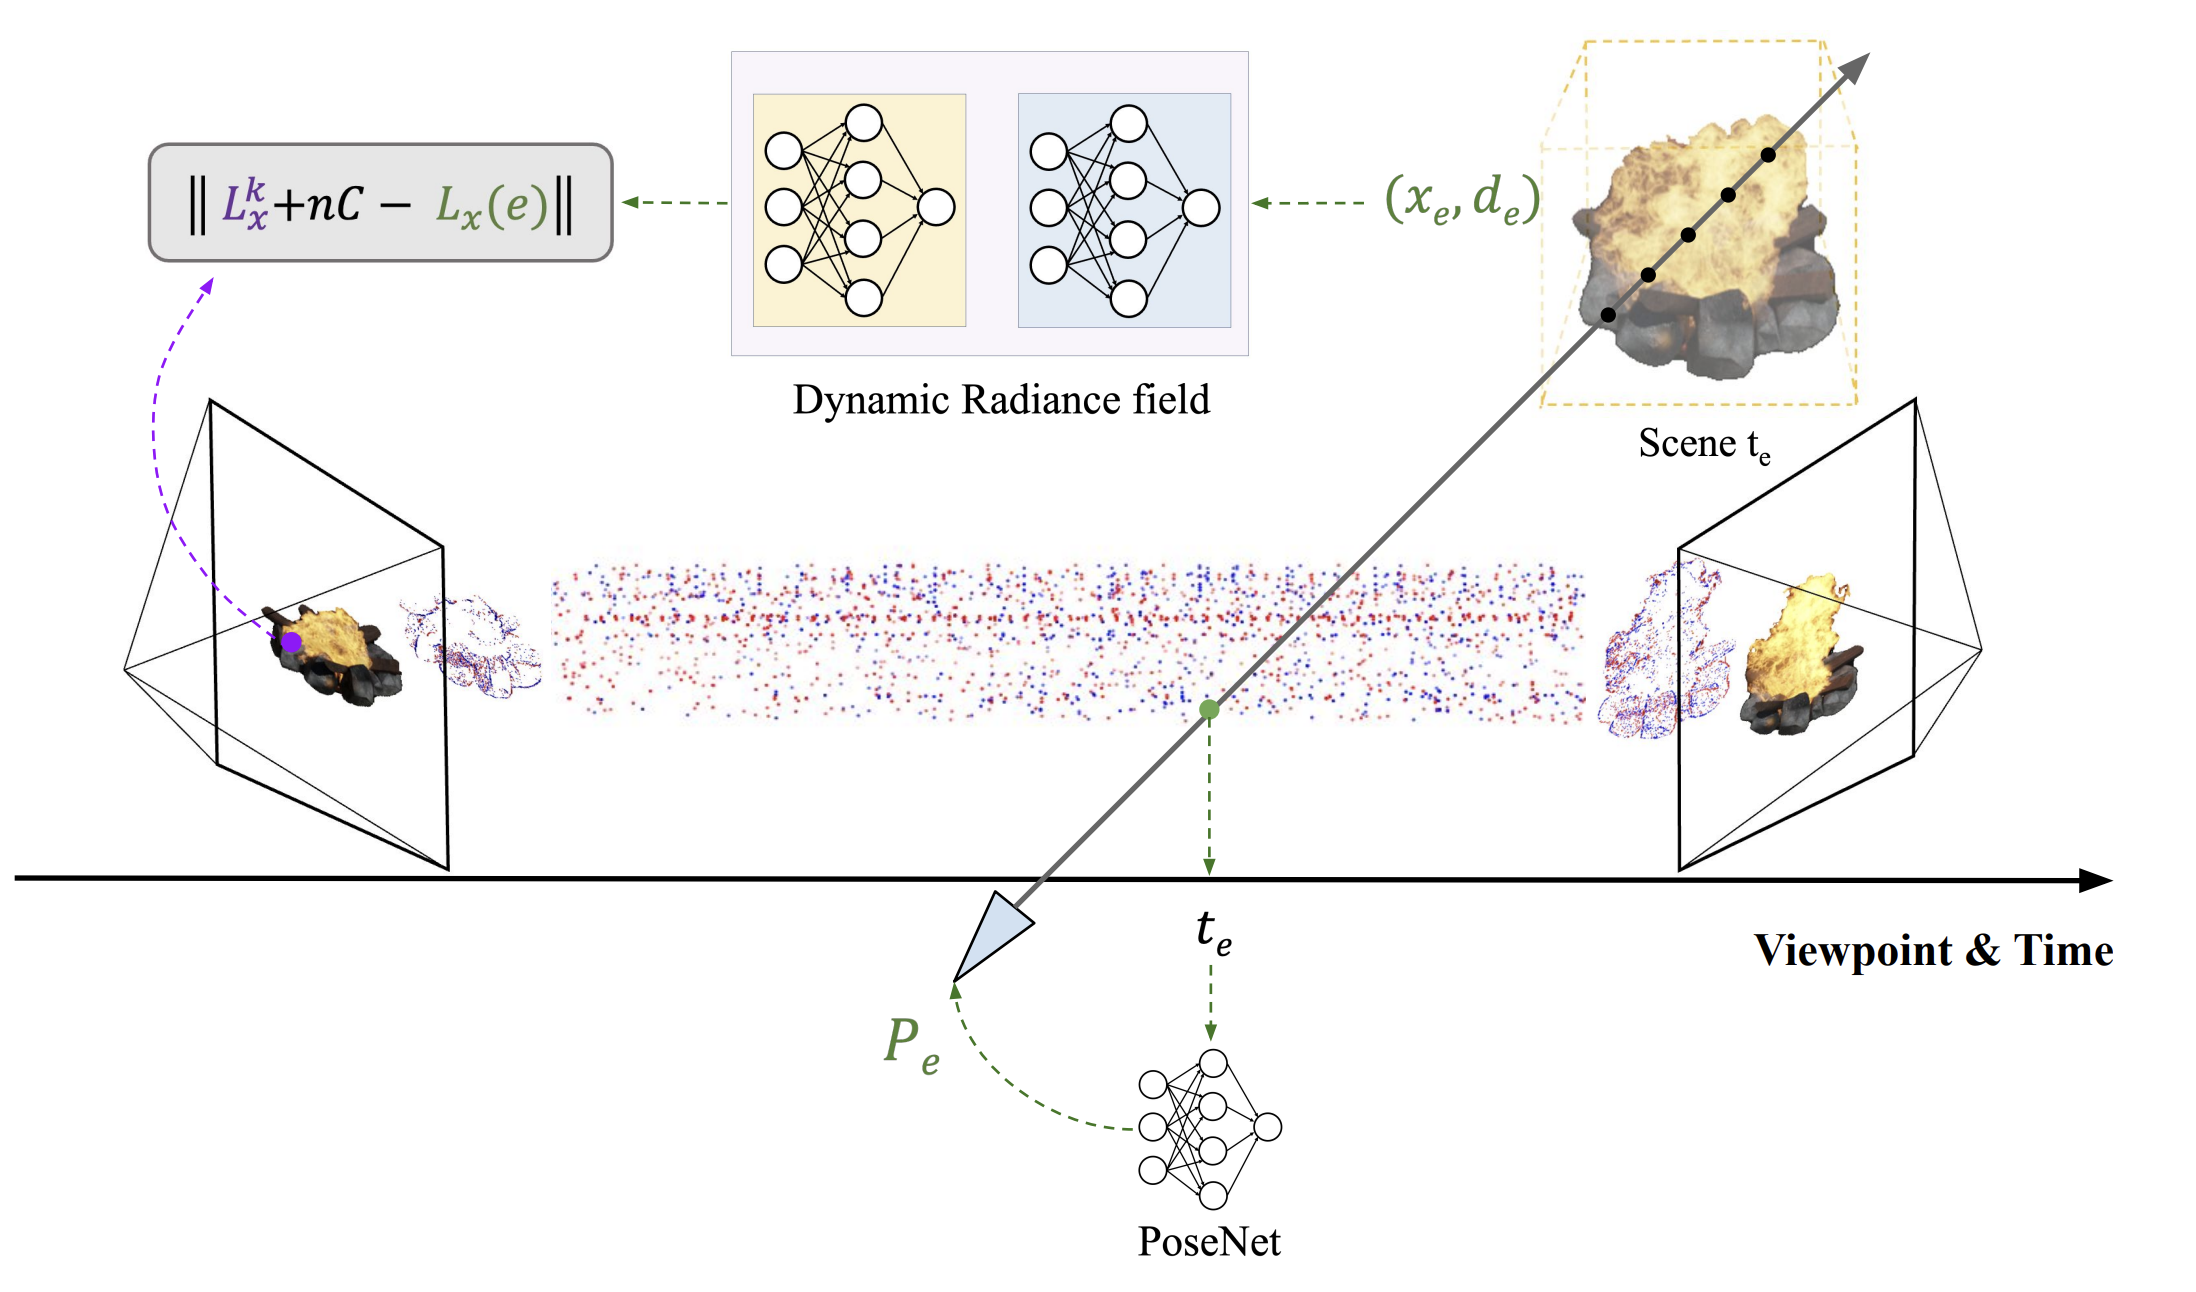 ‖ L_x^k+nC − L_x(e)‖
(x_e, d_e)
Dynamic Radiance field
Scene t_e
t_e
Viewpoint & Time
P_e
PoseNet